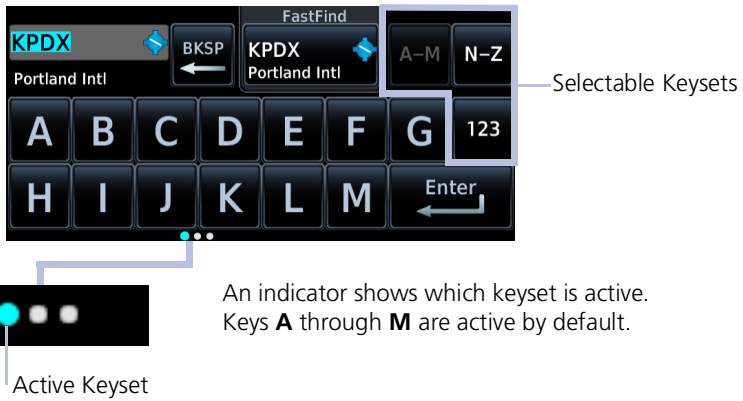 FastFind
KPDX
BKSP
KPDX
A–M
N–Z
Portland Intl
Portland Intl
Selectable Keysets
A B C D E F G 123
H I J K L M Enter
An indicator shows which keyset is active.
Keys A through M are active by default.
Active Keyset